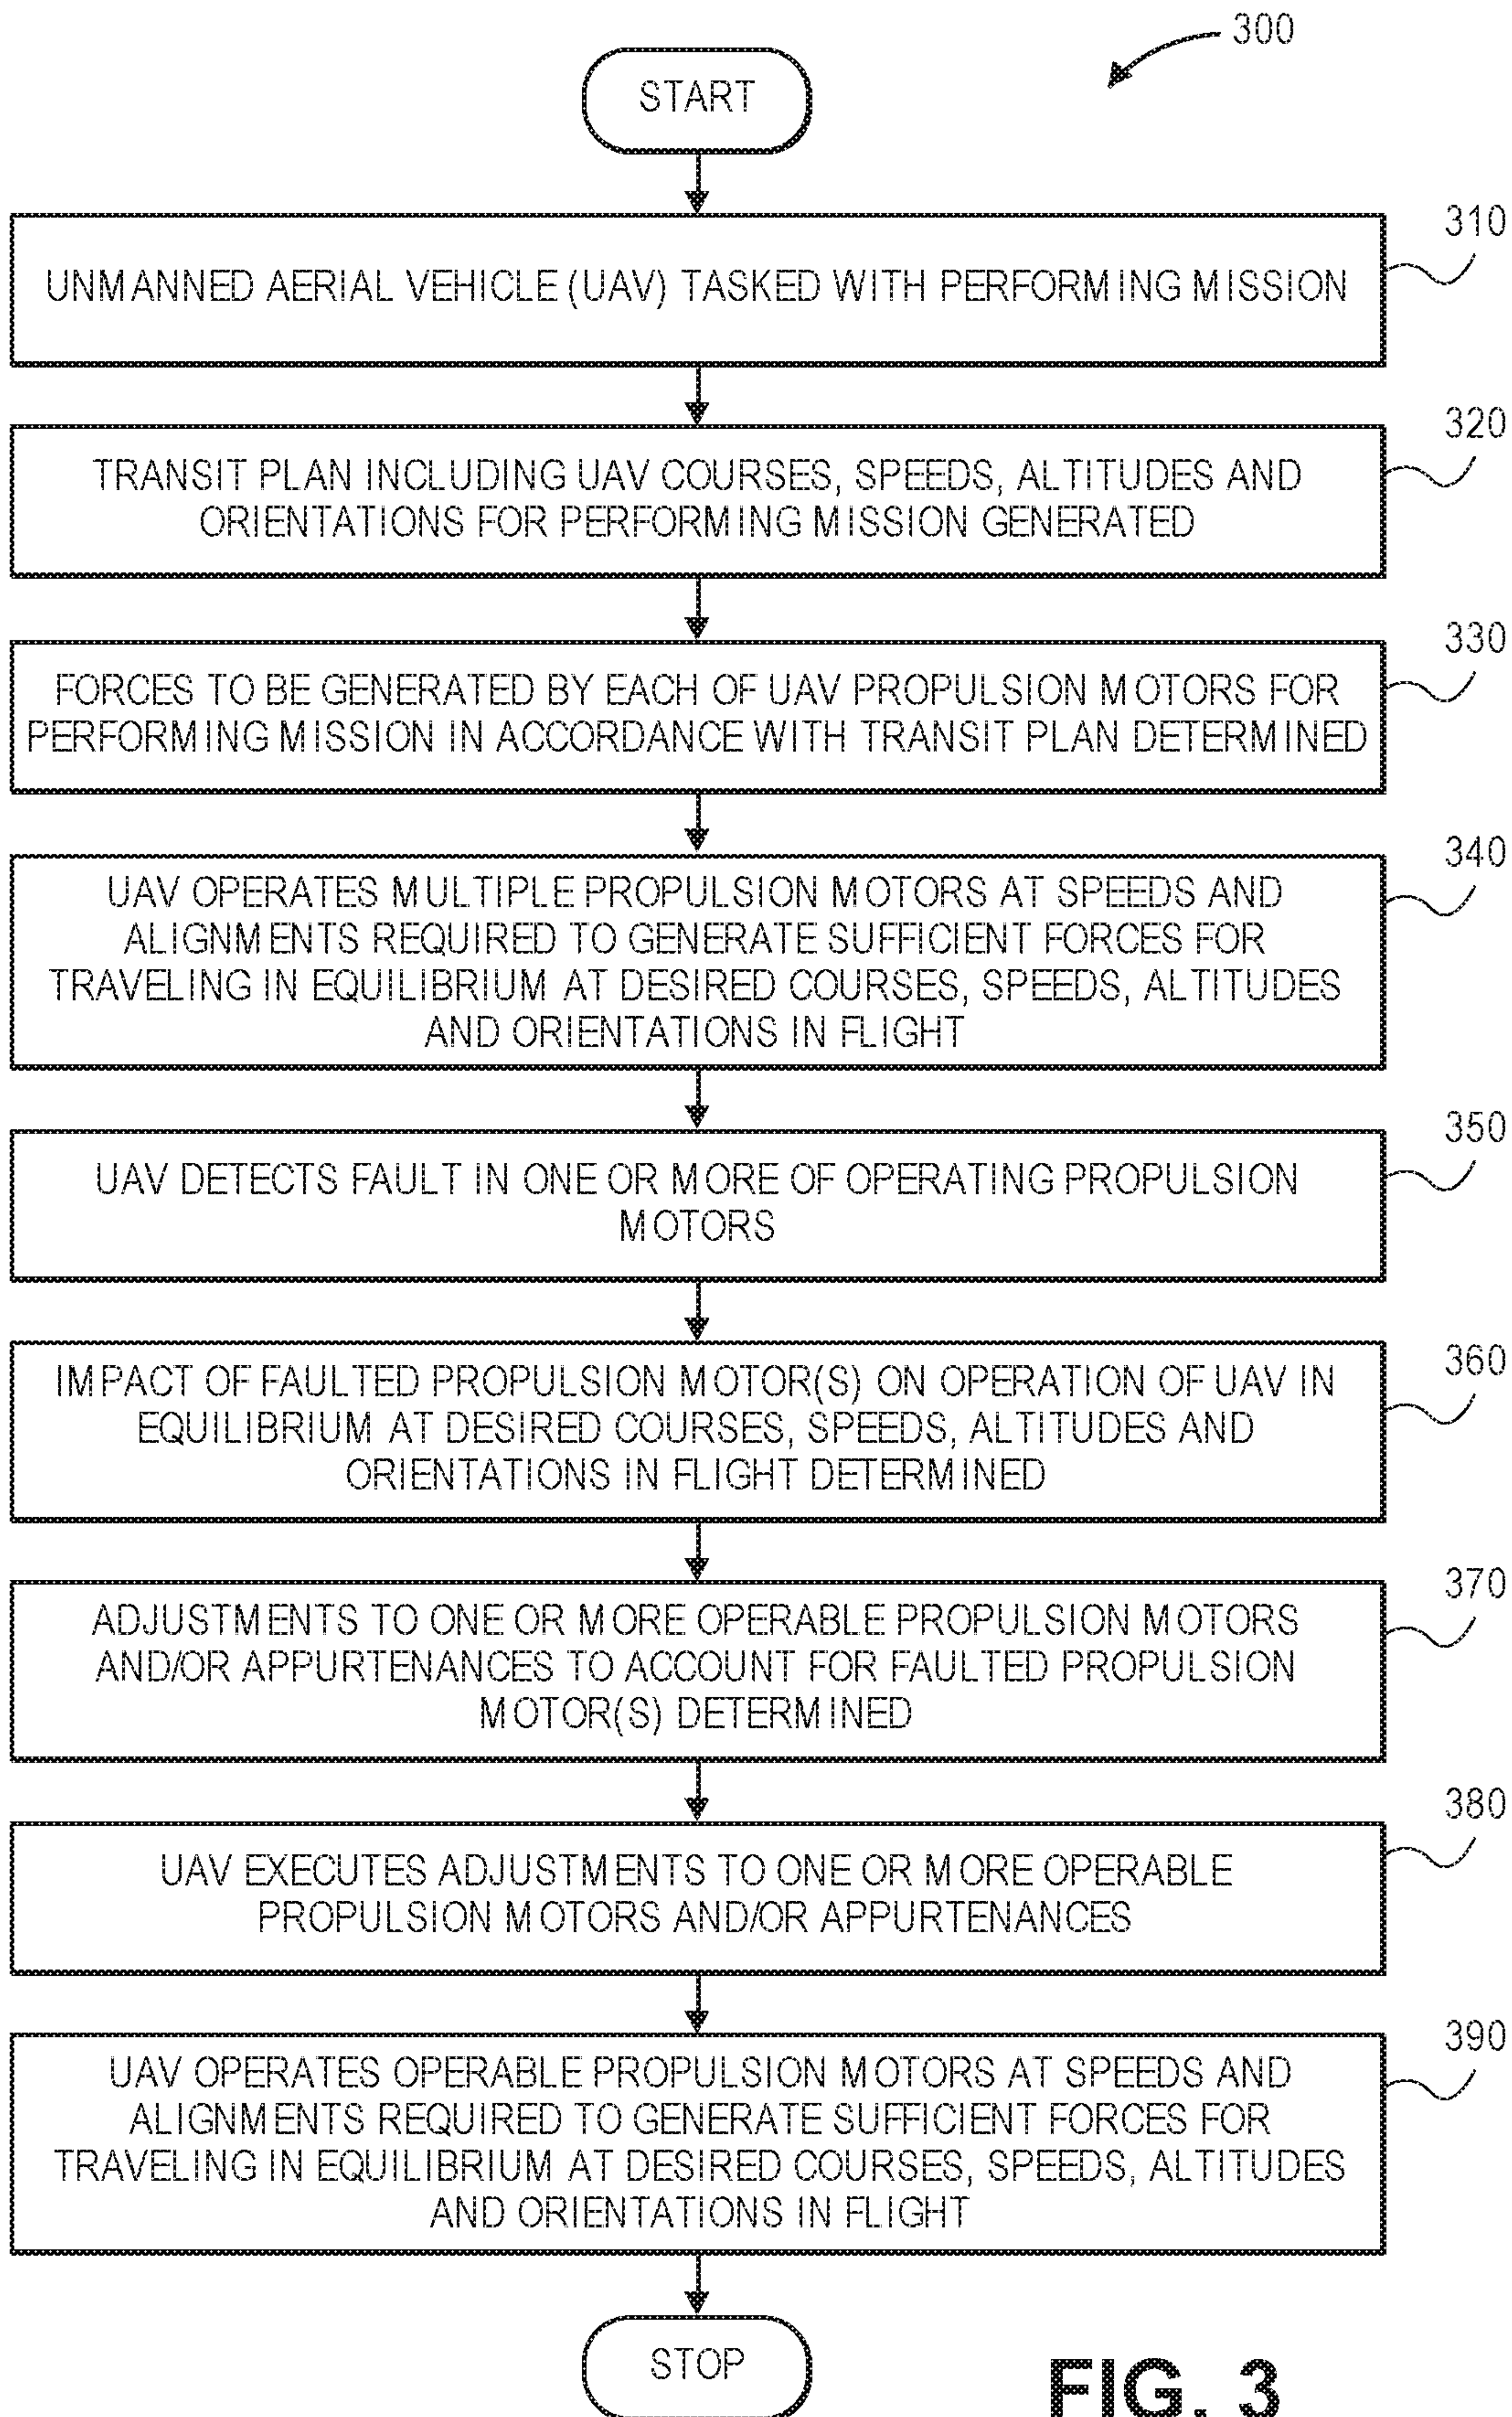 300
START
310
UNMANNED AERIAL VEHICLE (UAV) TASKED WITH PERFORMING MISSION
320
TRANSIT PLAN INCLUDING UAV COURSES, SPEEDS, ALTITUDES AND
ORIENTATIONS FOR PERFORMING MISSION GENERATED
330
FORCES TO BE GENERATED BY EACH OF UAV PROPULSION MOTORS FOR
PERFORMING MISSION IN ACCORDANCE WITH TRANSIT PLAN DETERMINED
340
UAV OPERATES MULTIPLE PROPULSION MOTORS AT SPEEDS AND
ALIGNMENTS REQUIRED TO GENERATE SUFFICIENT FORCES FOR
TRAVELING IN EQUILIBRIUM AT DESIRED COURSES, SPEEDS, ALTITUDES
AND ORIENTATIONS IN FLIGHT
350
UAV DETECTS FAULT IN ONE OR MORE OF OPERATING PROPULSION
MOTORS
360
IMPACT OF FAULTED PROPULSION MOTOR(S) ON OPERATION OF UAV IN
EQUILIBRIUM AT DESIRED COURSES, SPEEDS, ALTITUDES AND
ORIENTATIONS IN FLIGHT DETERMINED
370
ADJUSTMENTS TO ONE OR MORE OPERABLE PROPULSION MOTORS
AND/OR APPURTENANCES TO ACCOUNT FOR FAULTED PROPULSION
MOTOR(S) DETERMINED
380
UAV EXECUTES ADJUSTMENTS TO ONE OR MORE OPERABLE
PROPULSION MOTORS AND/OR APPURTENANCES
390
UAV OPERATES OPERABLE PROPULSION MOTORS AT SPEEDS AND
ALIGNMENTS REQUIRED TO GENERATE SUFFICIENT FORCES FOR
TRAVELING IN EQUILIBRIUM AT DESIRED COURSES, SPEEDS, ALTITUDES
AND ORIENTATIONS IN FLIGHT
STOP
FIG. 3